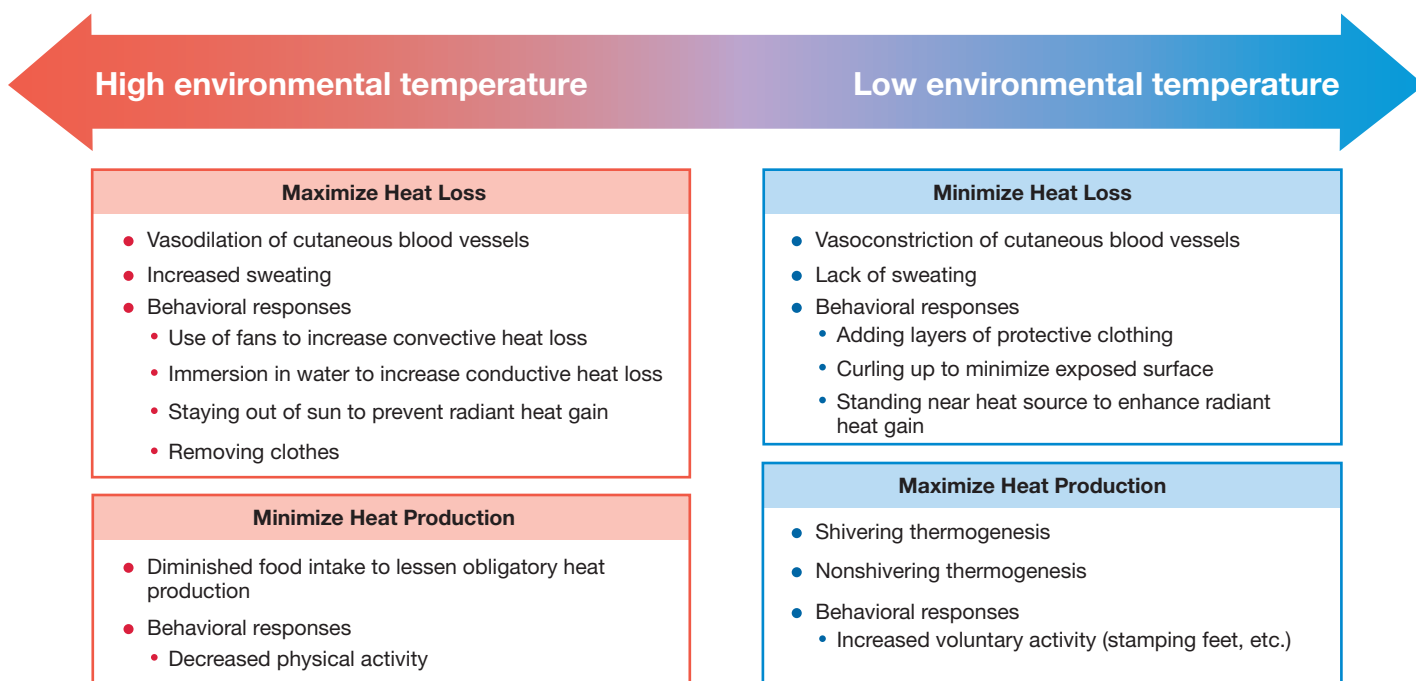 High environmental temperature
Low environmental temperature
Maximize Heat Loss
• Vasodilation of cutaneous blood vessels
• Increased sweating
• Behavioral responses
• Use of fans to increase convective heat loss
• Immersion in water to increase conductive heat loss
• Staying out of sun to prevent radiant heat gain
• Removing clothes
Minimize Heat Production
• Diminished food intake to lessen obligatory heat
production
• Behavioral responses
• Decreased physical activity
Minimize Heat Loss
• Vasoconstriction of cutaneous blood vessels
• Lack of sweating
• Behavioral responses
• Adding layers of protective clothing
• Curling up to minimize exposed surface
• Standing near heat source to enhance radiant
heat gain
Maximize Heat Production
• Shivering thermogenesis
• Nonshivering thermogenesis
• Behavioral responses
• Increased voluntary activity (stamping feet, etc.)